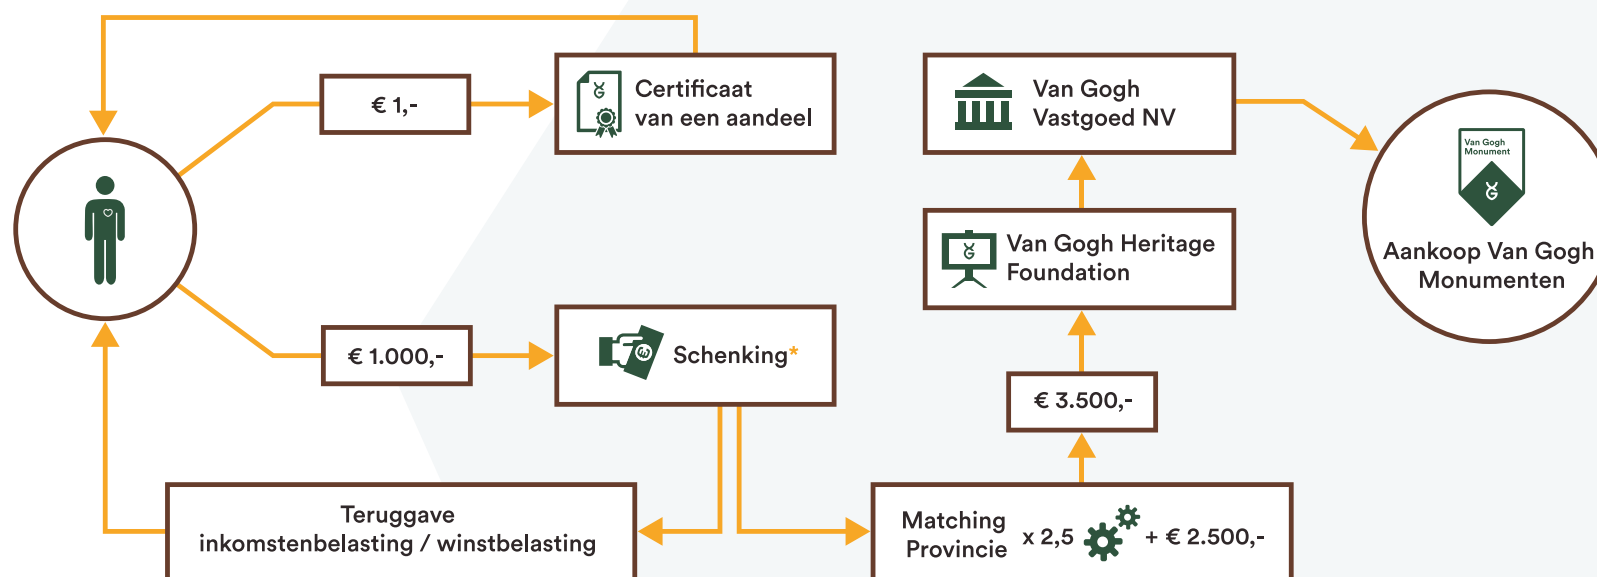 € 1,-
Certificaat
van een aandeel
Van Gogh
Vastgoed NV
Van Gogh
Monument
VG
Aankoop Van Gogh
Monumenten
Van Gogh Heritage
Foundation
€ 1.000,-
Schenking*
€ 3.500,-
Teruggave
inkomstenbelasting / winstbelasting
Matching
Provincie
x 2,5
+ € 2.500,-